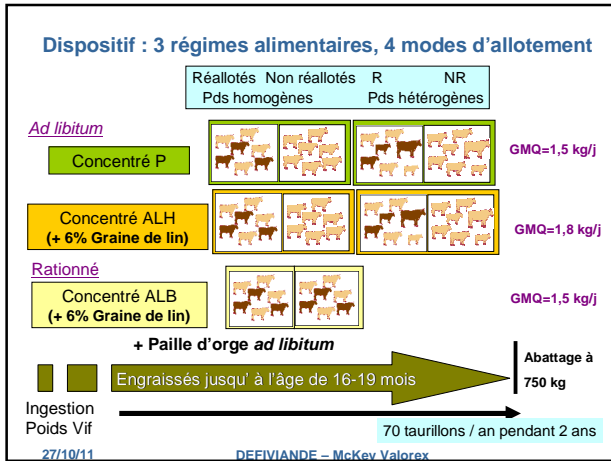 Dispositif : 3 régimes alimentaires, 4 modes d'allotement
Réallotés Non réallotés R NR
Pds homogènes Pds hétérogènes
Ad libitum
Concentré P
GMQ=1,5 kg/j
Concentré ALH
(+ 6% Graine de lin)
GMQ=1,8 kg/j
Rationné
Concentré ALB
(+ 6% Graine de lin)
GMQ=1,5 kg/j
+ Paille d'orge ad libitum
Engraissés jusqu' à l'âge de 16-19 mois
Abattage à
750 kg
Ingestion
Poids Vif
70 taurillons / an pendant 2 ans
27/10/11 DEFIVIANDE – McKey Valorex